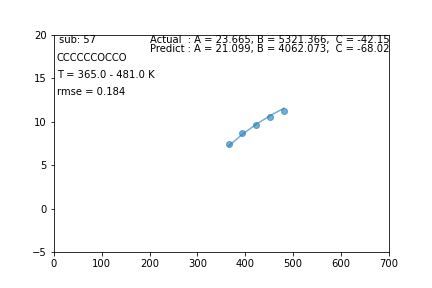 sub: 57
Actual : A = 23.665, B = 5321.366, C = -42.15
Predict : A = 21.099, B = 4062.073, C = -68.02
CCCCCCOCCO
T = 365.0 - 481.0 K
rmse = 0.184
20
15
10
5
0
−5
0 100 200 300 400 500 600 700